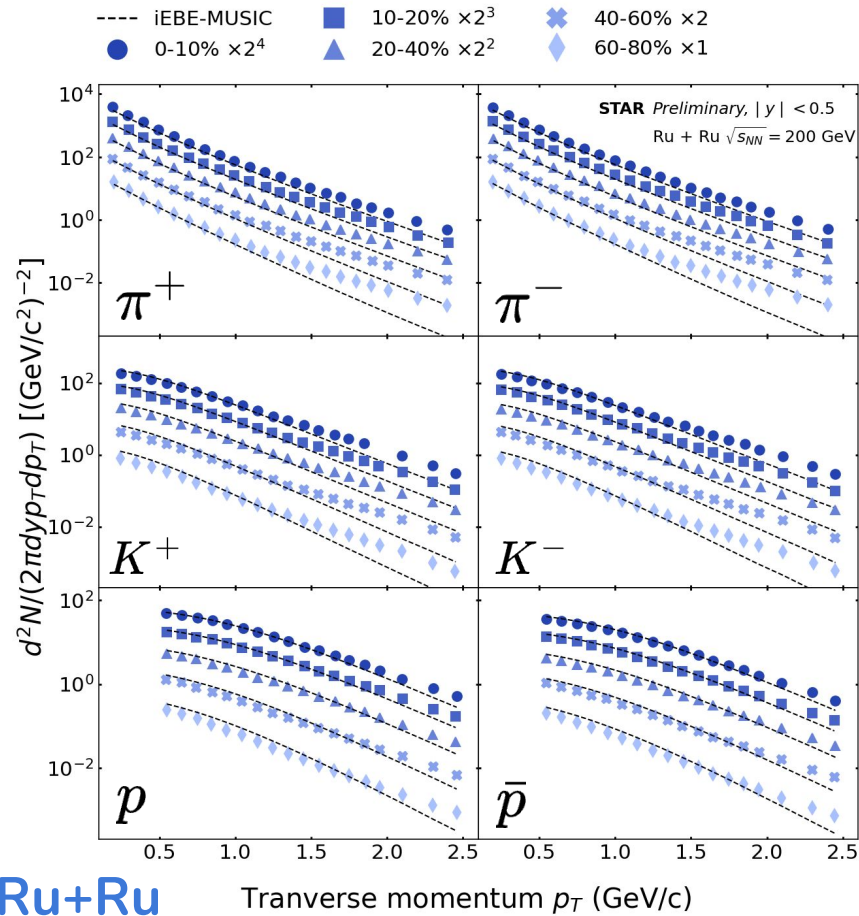 iEBE-MUSIC
0-10% ×2⁴
10-20% ×2³
20-40% ×2²
40-60% ×2
60-80% ×1
d²N/(2πdyp_Tdp_T) [(GeV/c²)⁻²]
10⁴
10²
10⁰
10⁻²
π⁺
STAR Preliminary, | y | < 0.5
Ru + Ru √s_NN = 200 GeV
π⁻
10²
10⁰
10⁻²
K⁺
K⁻
10²
10⁰
10⁻²
p
p̄
0.5 1.0 1.5 2.0 2.5
0.5 1.0 1.5 2.0 2.5
Ru+Ru
Tranverse momentum p_T (GeV/c)